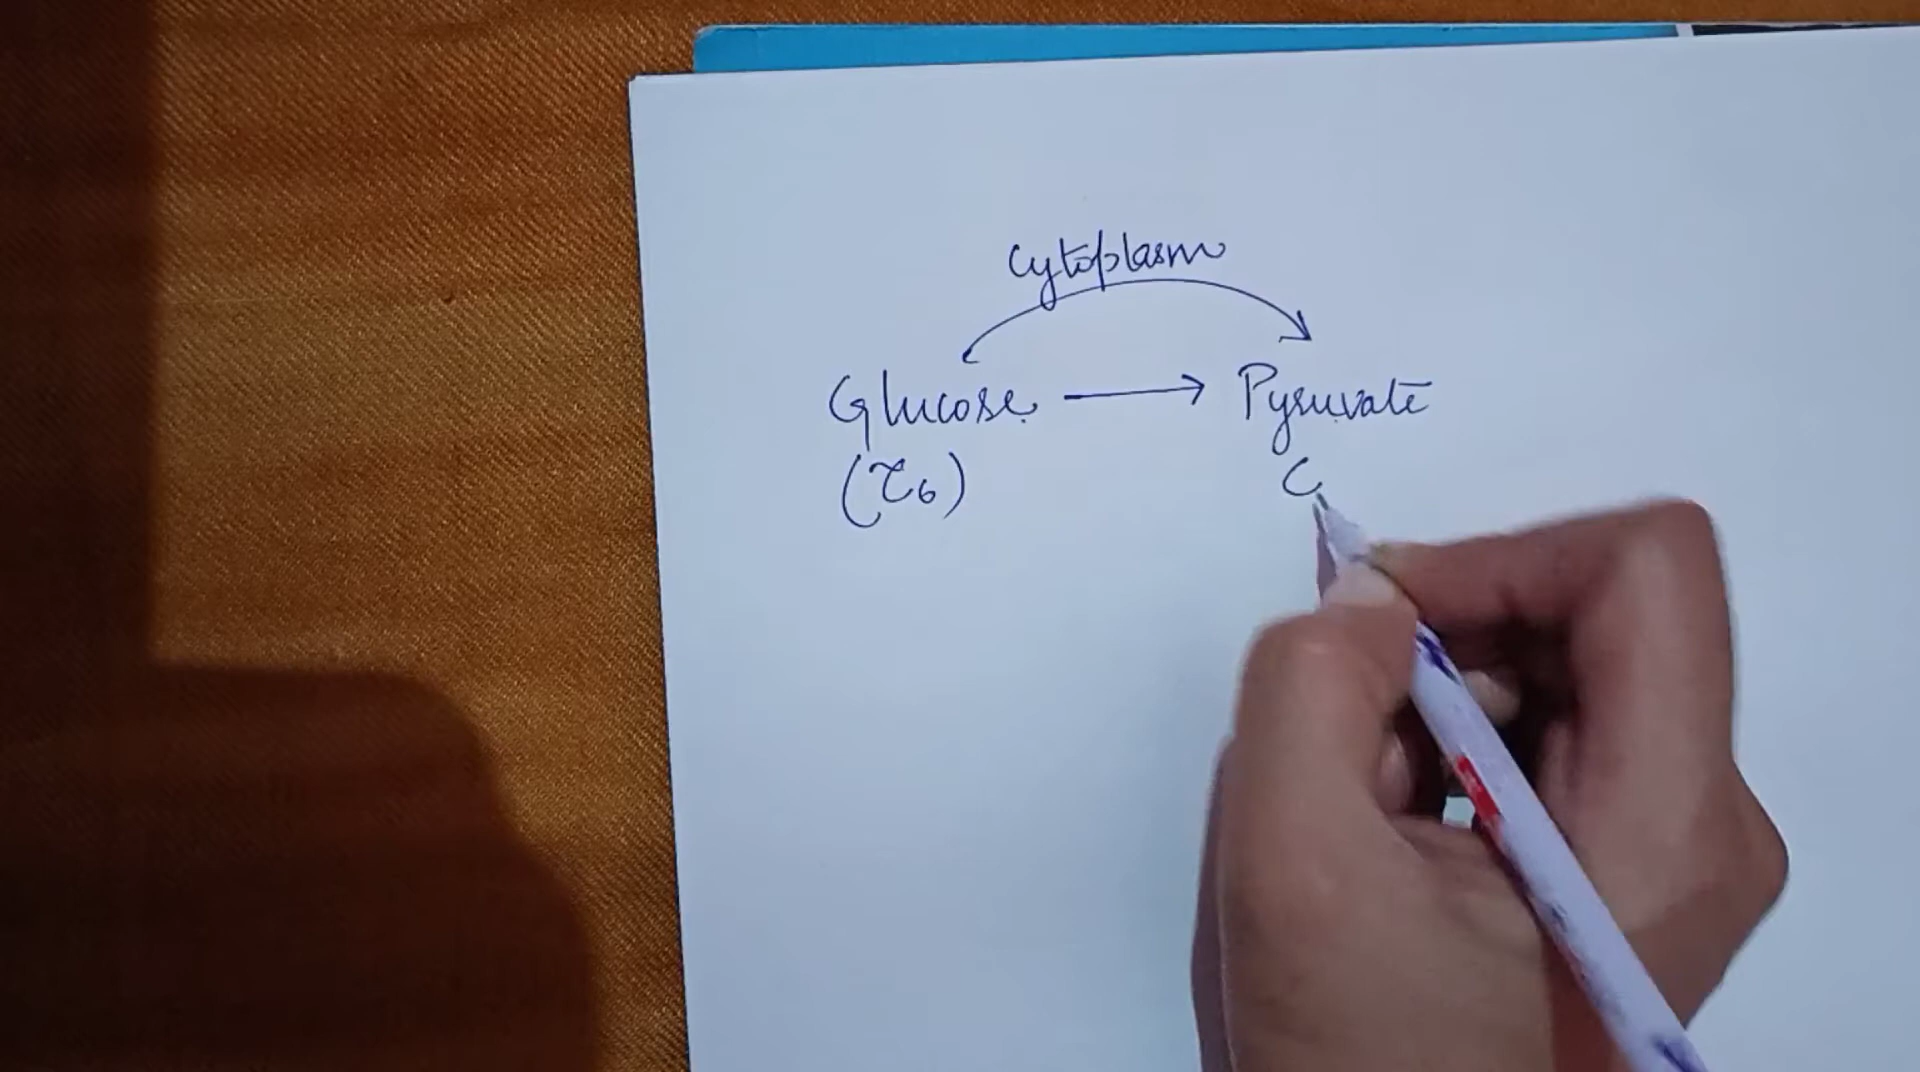 Cytoplasm
Glucose → Pyruvate
(C6) C